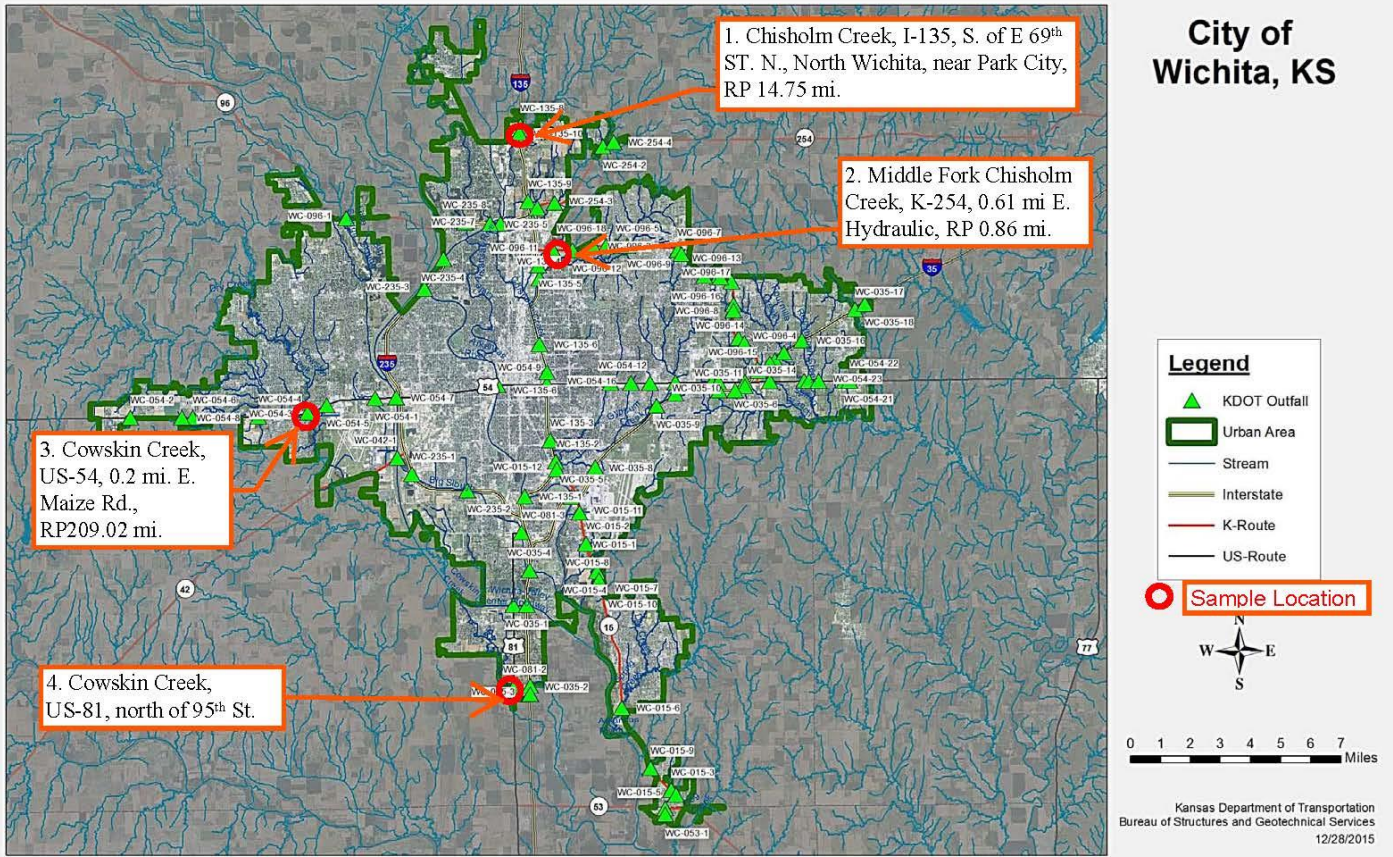 City of
Wichita, KS
1. Chisholm Creek, I-135, S. of E 69th
ST. N., North Wichita, near Park City,
RP 14.75 mi.
2. Middle Fork Chisholm
Creek, K-254, 0.61 mi E.
Hydraulic, RP 0.86 mi.
3. Cowskin Creek,
US-54, 0.2 mi. E.
Maize Rd.,
RP209.02 mi.
4. Cowskin Creek,
US-81, north of 95th St.
135
96
254
35
235
54
42
81
15
77
53
WC-135-8
WC-254-4
WC-254-2
WC-135-9
WC-254-3
WC-235-8
WC-235-7
WC-235-5
WC-096-1
WC-096-18
WC-096-5
WC-096-7
WC-096-11
WC-096-9
WC-096-13
WC-096-12
WC-235-4
WC-235-3
WC-135-5
WC-096-17
WC-096-16
WC-096-8
WC-035-17
WC-035-18
WC-096-14
WC-096-4
WC-035-16
WC-096-15
WC-135-6
WC-054-9
WC-054-12
WC-035-11
WC-035-14
WC-054-22
WC-054-16
WC-035-10
WC-054-23
WC-054-21
WC-135-6
WC-035-6
WC-054-2
WC-054-6
WC-054-4
WC-054-7
WC-054-8
WC-054-3
WC-054-5
WC-054-1
WC-035-9
WC-135-3
WC-042-1
WC-135-2
WC-235-1
WC-015-12
WC-035-8
WC-035-5
Big Slough
WC-135-1
WC-235-2
WC-081-3
WC-015-11
WC-015-2
WC-035-4
WC-015-1
WC-015-8
WC-015-4
WC-015-7
WC-015-10
WC-035-1
WC-081-2
WC-035-2
WC-015-6
WC-015-9
WC-015-3
WC-015-5
WC-053-1
Legend
KDOT Outfall
Urban Area
Stream
Interstate
K-Route
US-Route
Sample Location
N
W E
S
0 1 2 3 4 5 6 7
Miles
Kansas Department of Transportation
Bureau of Structures and Geotechnical Services
12/28/2015